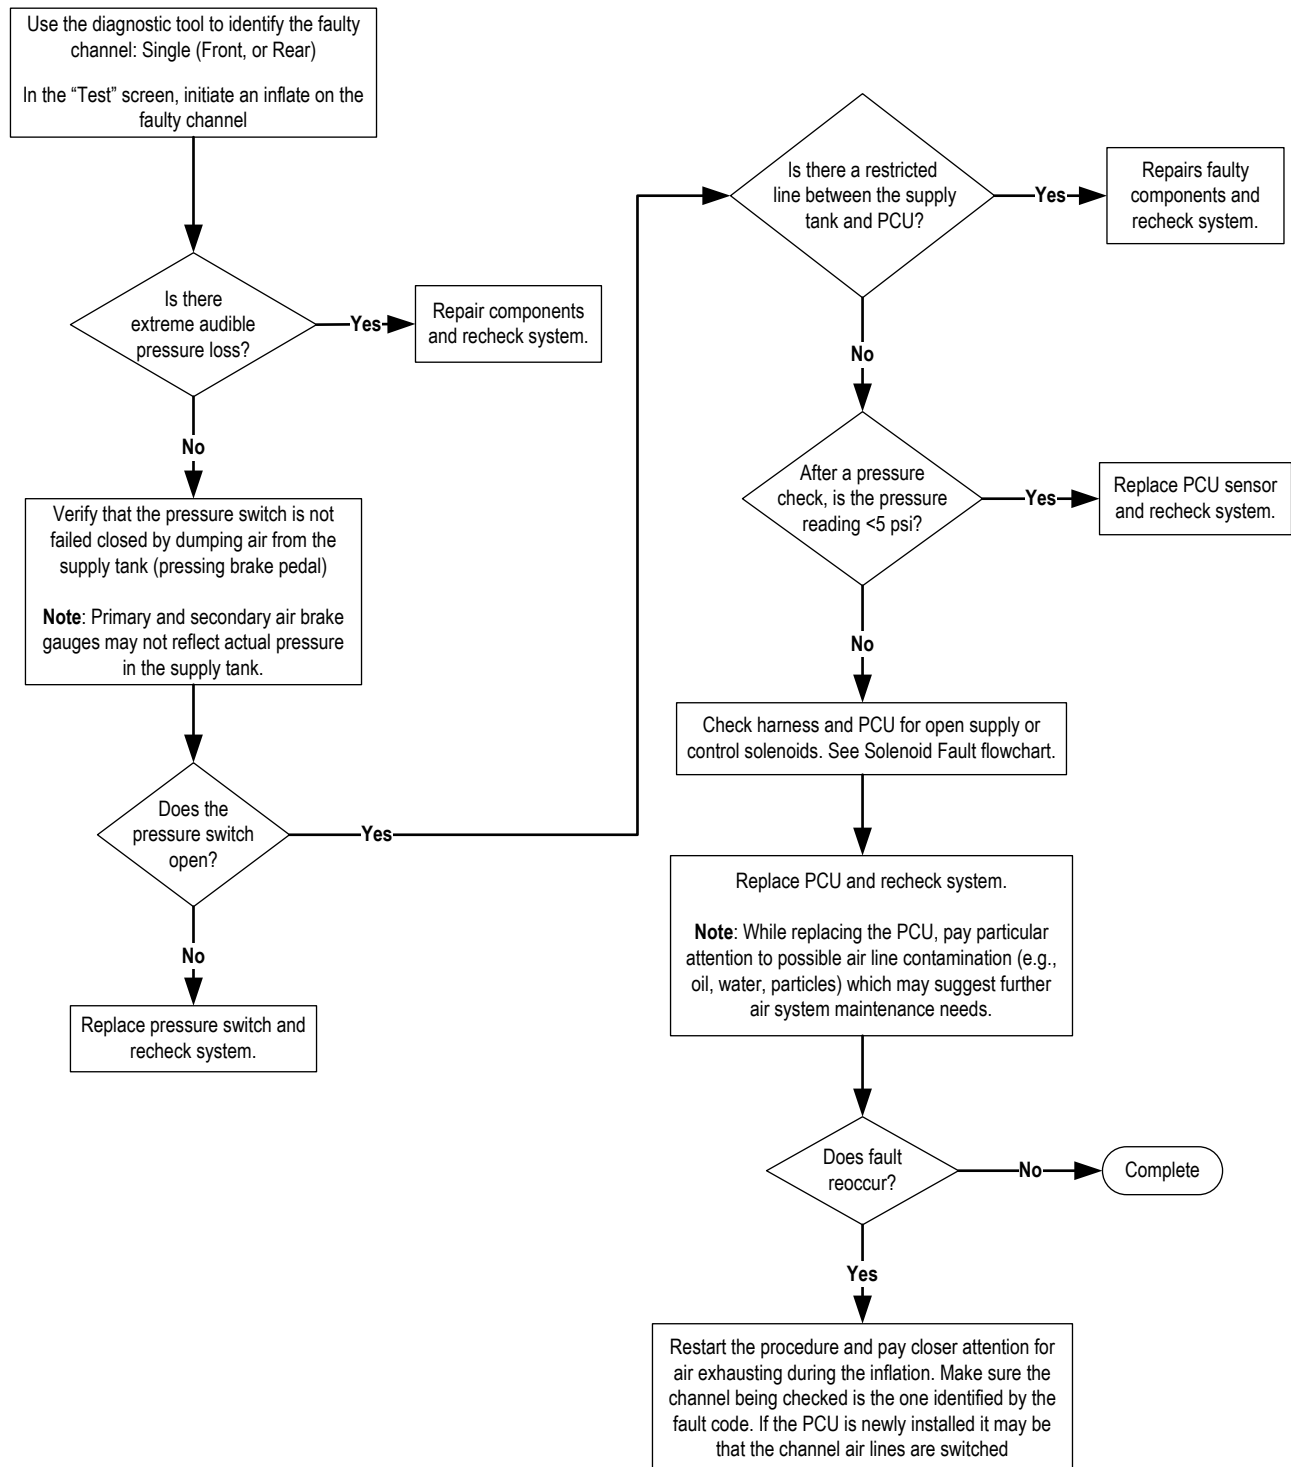 Use the diagnostic tool to identify the faulty
channel: Single (Front, or Rear)
In the “Test” screen, initiate an inflate on the
faulty channel
Is there
extreme audible
pressure loss?
Yes
Repair components
and recheck system.
No
Verify that the pressure switch is not
failed closed by dumping air from the
supply tank (pressing brake pedal)
Note: Primary and secondary air brake
gauges may not reflect actual pressure
in the supply tank.
Does the
pressure switch
open?
Yes
No
Replace pressure switch and
recheck system.
Is there a restricted
line between the supply
tank and PCU?
Yes
Repairs faulty
components and
recheck system.
No
After a pressure
check, is the pressure
reading <5 psi?
Yes
Replace PCU sensor
and recheck system.
No
Check harness and PCU for open supply or
control solenoids. See Solenoid Fault flowchart.
Replace PCU and recheck system.
Note: While replacing the PCU, pay particular
attention to possible air line contamination (e.g.,
oil, water, particles) which may suggest further
air system maintenance needs.
Does fault
reoccur?
No
Complete
Yes
Restart the procedure and pay closer attention for
air exhausting during the inflation. Make sure the
channel being checked is the one identified by the
fault code. If the PCU is newly installed it may be
that the channel air lines are switched